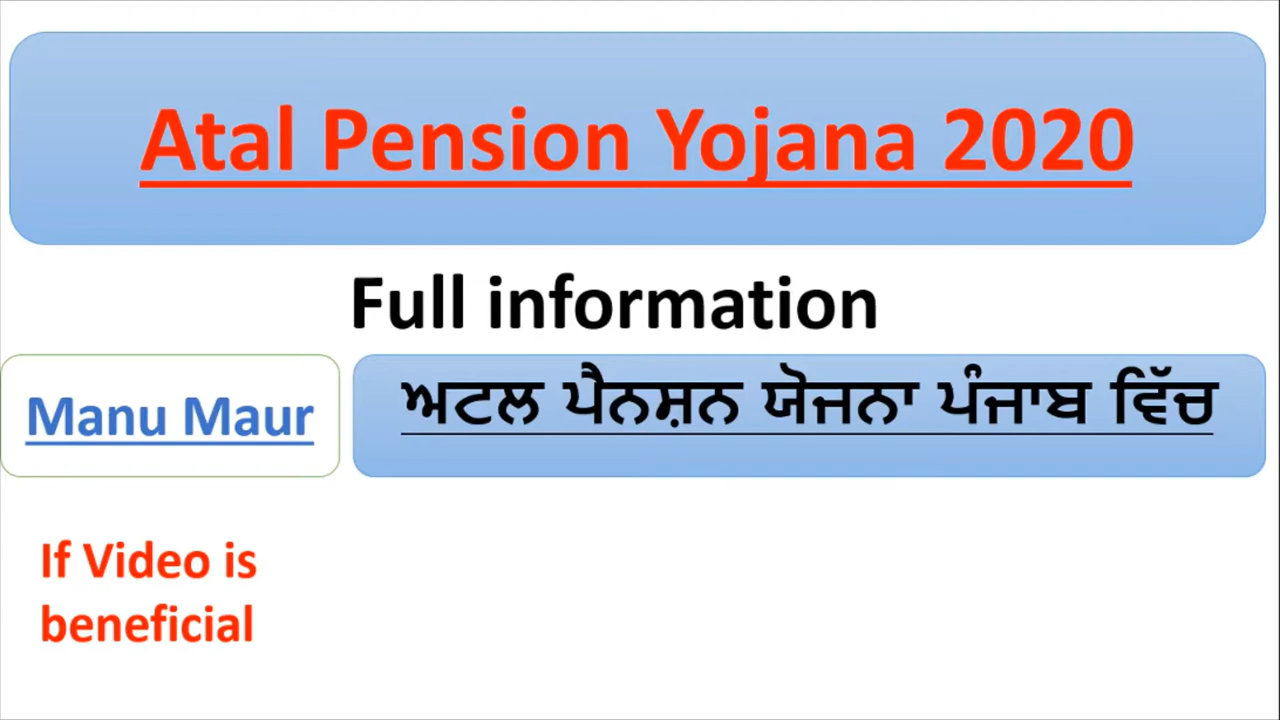 Atal Pension Yojana 2020
Full information
Manu Maur
ਅਟਲ ਪੈਨਸ਼ਨ ਯੋਜਨਾ ਪੰਜਾਬ ਵਿੱਚ
If Video is
beneficial